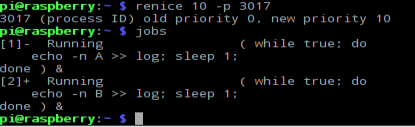 pi@raspberry:~ $ renice 10 -p 3017
3017 (process ID) old priority 0, new priority 10
pi@raspberry:~ $ jobs
[1]-  Running                 ( while true; do
    echo -n A >> log; sleep 1;
done ) &
[2]+  Running                 ( while true; do
    echo -n B >> log; sleep 1;
done ) &
pi@raspberry:~ $